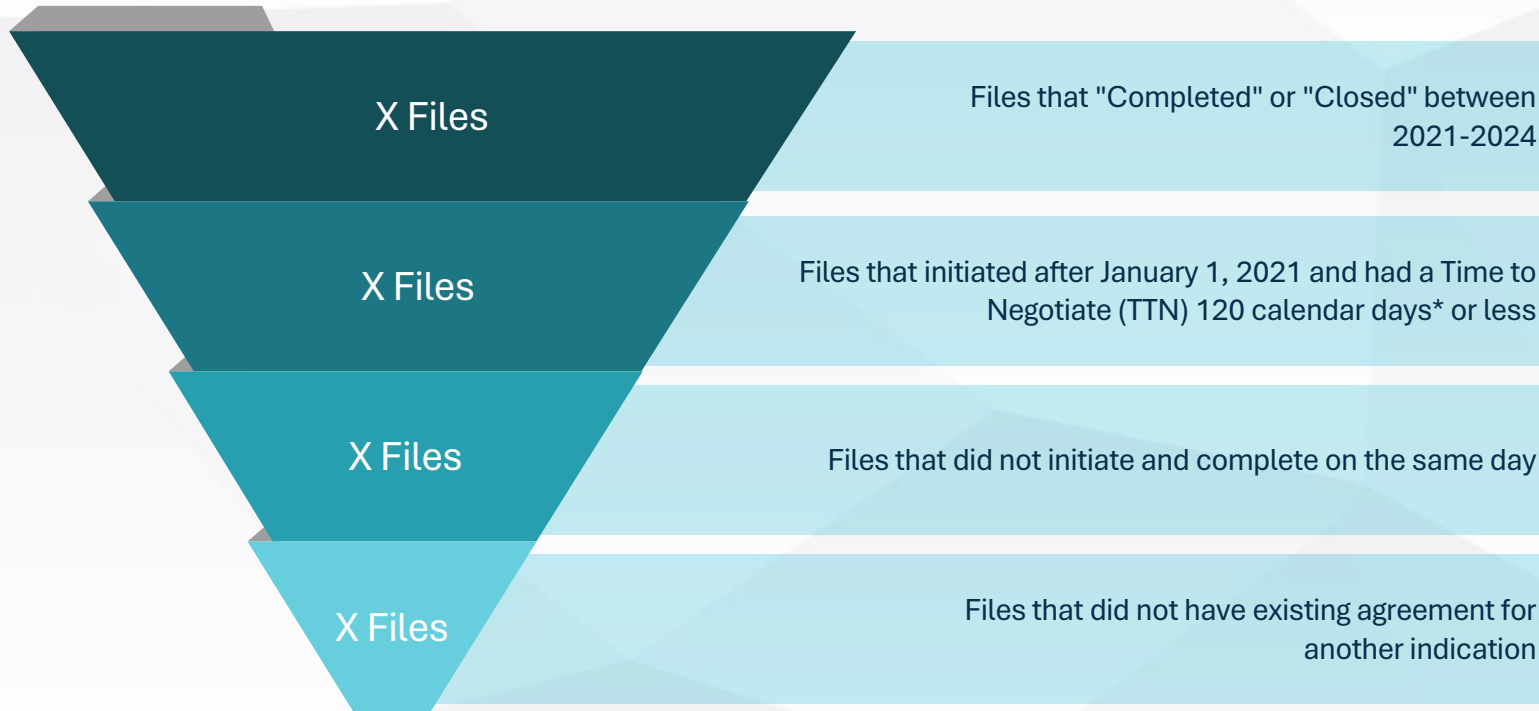 X Files
Files that "Completed" or "Closed" between
2021-2024
X Files
Files that initiated after January 1, 2021 and had a Time to
Negotiate (TTN) 120 calendar days* or less
X Files
Files that did not initiate and complete on the same day
X Files
Files that did not have existing agreement for
another indication